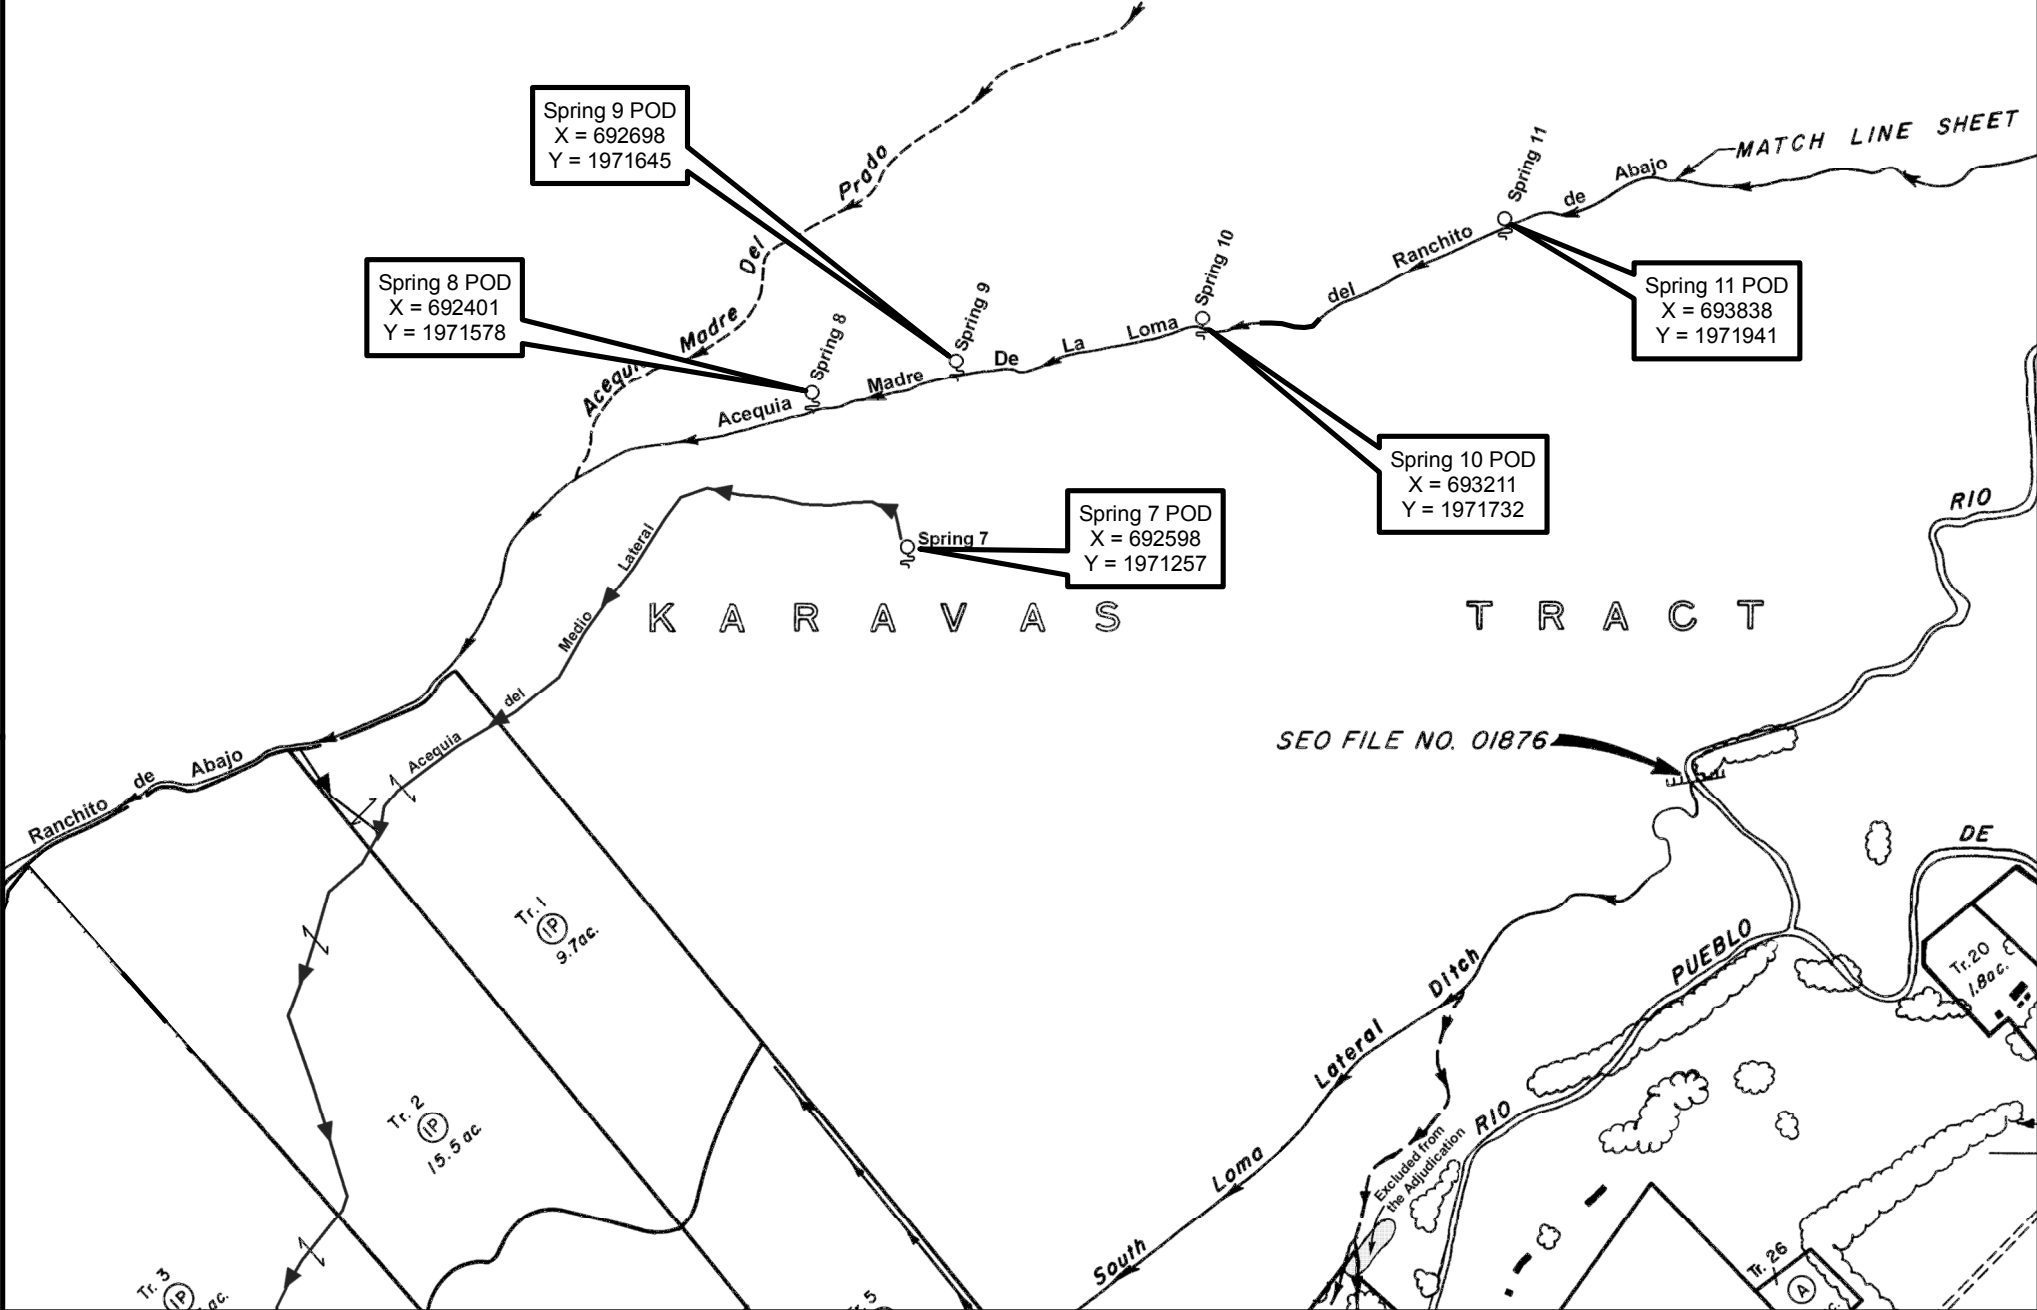 Spring 9 POD
X = 692698
Y = 1971645
Spring 8 POD
X = 692401
Y = 1971578
Spring 11 POD
X = 693838
Y = 1971941
Spring 10 POD
X = 693211
Y = 1971732
Spring 7 POD
X = 692598
Y = 1971257
MATCH LINE SHEET
Spring 11
Spring 10
Spring 9
Spring 8
Spring 7
Acequia Madre Del Prado
Acequia Madre De La Loma del Ranchito de Abajo
Ranchito de Abajo
Acequia del Medio Lateral
KARAVAS TRACT
SEO FILE NO. 01876
RIO
PUEBLO
DE
RIO
South Loma Lateral Ditch
Excluded from
the Adjudication
Tr. 1
IP
9.7ac.
Tr. 2
IP
15.5 ac.
Tr. 3
IP
ac.
Tr.20
1.8ac.
Tr. 26
A